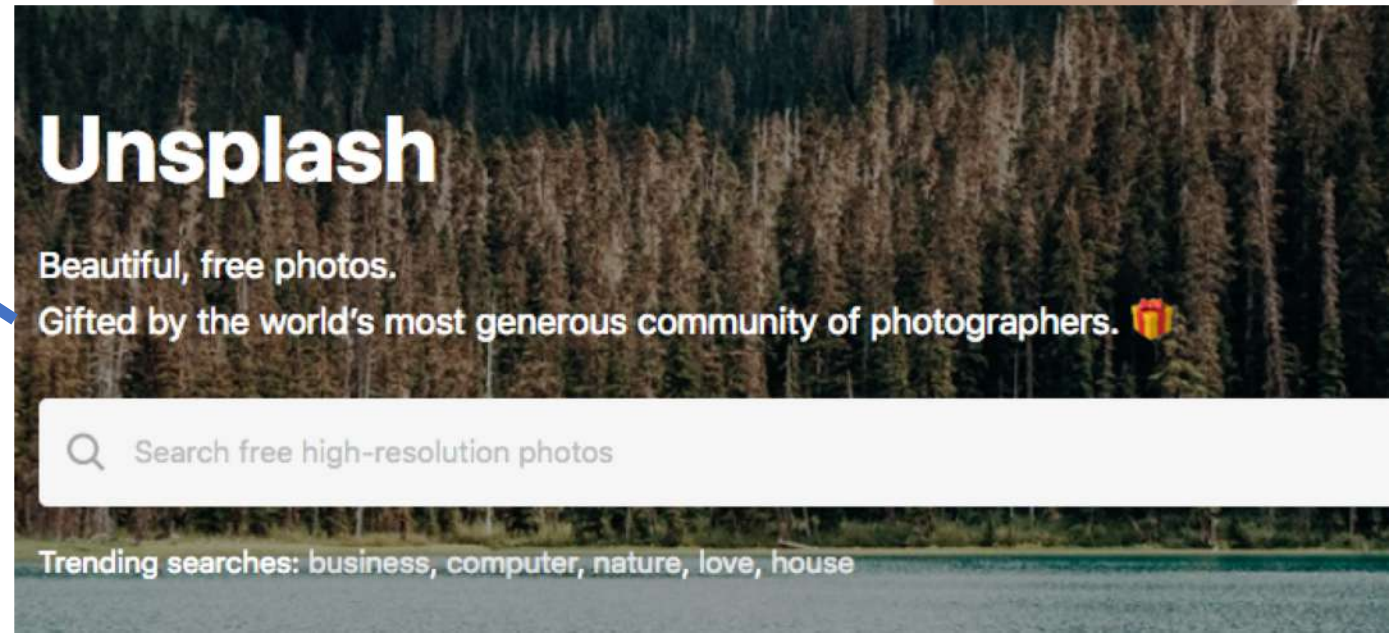 Unsplash
Beautiful, free photos.
Gifted by the world's most generous community of photographers. 🎁
Search free high-resolution photos
Trending searches: business, computer, nature, love, house